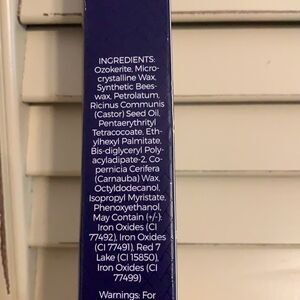 INGREDIENTS:
Ozokerite, Micro-
crystalline Wax,
Synthetic Bees-
wax, Petrolatum,
Ricinus Communis
(Castor) Seed Oil,
Pentaerythrityl
Tetracocoate, Eth-
ylhexyl Palmitate,
Bis-diglyceryl Poly-
acyladipate-2, Co-
pernicia Cerifera
(Carnauba) Wax,
Octyldodecanol,
Isopropyl Myristate,
Phenoxyethanol,
May Contain (+/-):
Iron Oxides (CI
77492), Iron Oxides
(CI 77491), Red 7
Lake (CI 15850),
Iron Oxides (CI
77499)
Warnings: For